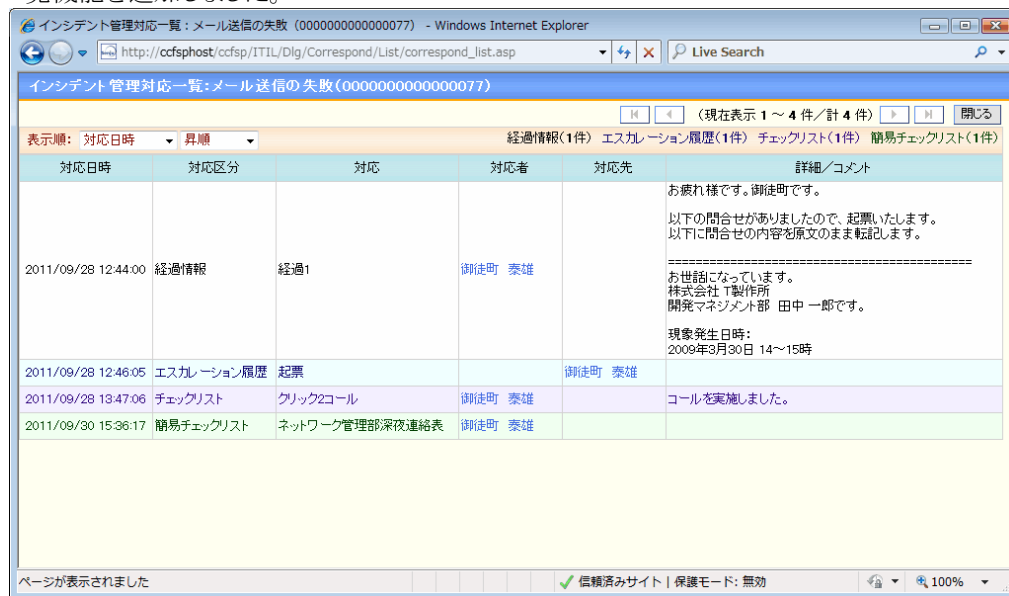 覧機能を追加しました。
インシデント管理対応一覧 : メール送信の失敗 (0000000000000077) - Windows Internet Explorer
http://ccfsphost/ccfsp/ITIL/Dlg/Correspond/List/correspond_list.asp
Live Search
インシデント管理対応一覧:メール送信の失敗(0000000000000077)
(現在表示 1 ～ 4 件/計 4 件) 閉じる
表示順: 対応日時 昇順 経過情報(1件) エスカレーション履歴(1件) チェックリスト(1件) 簡易チェックリスト(1件)
対応日時 対応区分 対応 対応者 対応先 詳細/コメント
2011/09/28 12:44:00 経過情報 経過1 御徒町 泰雄
お疲れ様です。御徒町です。
以下の問合せがありましたので、起票いたします。
以下に問合せの内容を原文のまま転記します。
============================================
お世話になっています。
株式会社 T製作所
開発マネジメント部 田中 一郎です。
現象発生日時:
2009年3月30日 14～15時
2011/09/28 12:46:05 エスカレーション履歴 起票 御徒町 泰雄
2011/09/28 13:47:06 チェックリスト クリック2コール 御徒町 泰雄 コールを実施しました。
2011/09/30 15:36:17 簡易チェックリスト ネットワーク管理部深夜連絡表 御徒町 泰雄
ページが表示されました 信頼済みサイト | 保護モード: 無効 100%